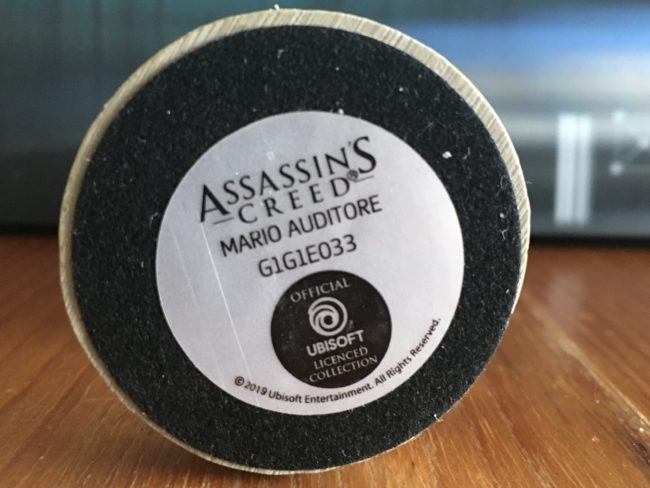 ASSASSIN'S
CREED®
MARIO AUDITORE
G1G1E033
OFFICIAL
UBISOFT
LICENCED
COLLECTION
©2019 Ubisoft Entertainment. All Rights Reserved.